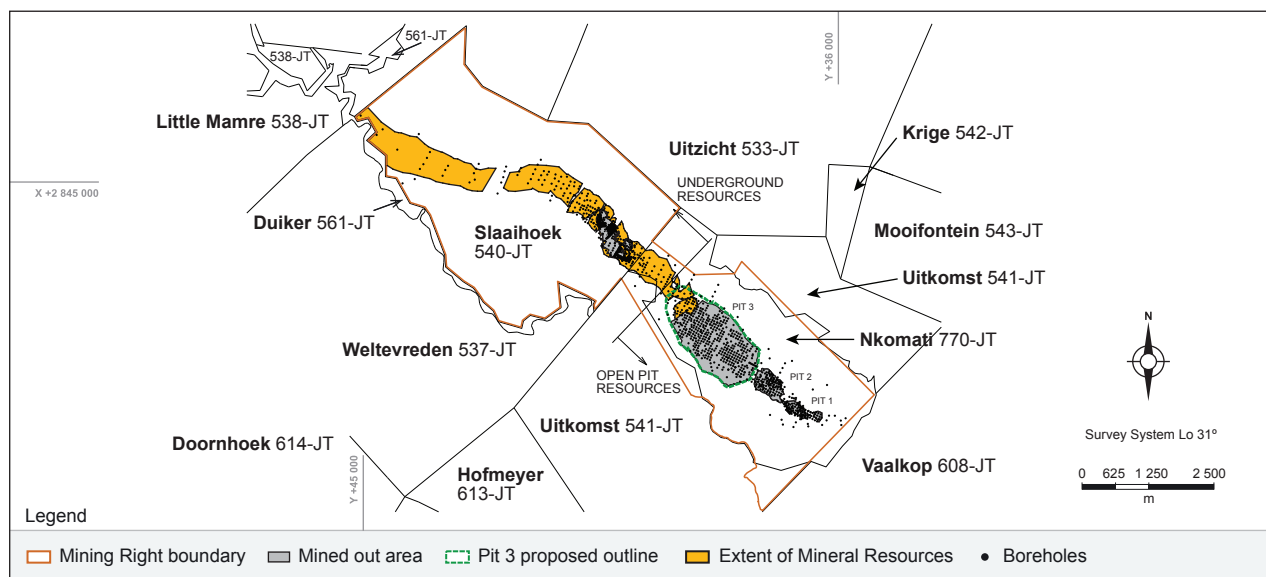 561-JT
538-JT
Y +36 000
Little Mamre 538-JT
Krige 542-JT
Uitzicht 533-JT
UNDERGROUND
RESOURCES
X +2 845 000
Duiker 561-JT
Slaaihoek
540-JT
Mooifontein 543-JT
Uitkomst 541-JT
PIT 3
N
Nkomati 770-JT
Weltevreden 537-JT
OPEN PIT
RESOURCES
PIT 2
PIT 1
Uitkomst 541-JT
Doornhoek 614-JT
Survey System Lo 31º
Y +45 000
Hofmeyer
613-JT
Vaalkop 608-JT
0 625 1 250 2 500
m
Legend
Mining Right boundary
Mined out area
Pit 3 proposed outline
Extent of Mineral Resources
Boreholes